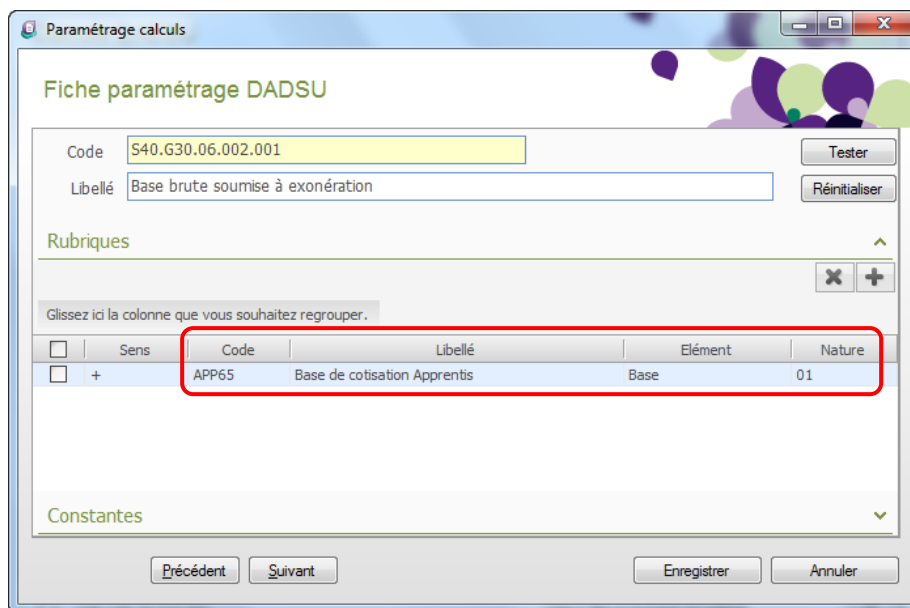 Paramétrage calculs
Fiche paramétrage DADSU
Code S40.G30.06.002.001 Tester
Libellé Base brute soumise à exonération Réinitialiser
Rubriques
Glissez ici la colonne que vous souhaitez regrouper.
Sens Code Libellé Elément Nature
+ APP65 Base de cotisation Apprentis Base 01
Constantes
Précédent Suivant Enregistrer Annuler